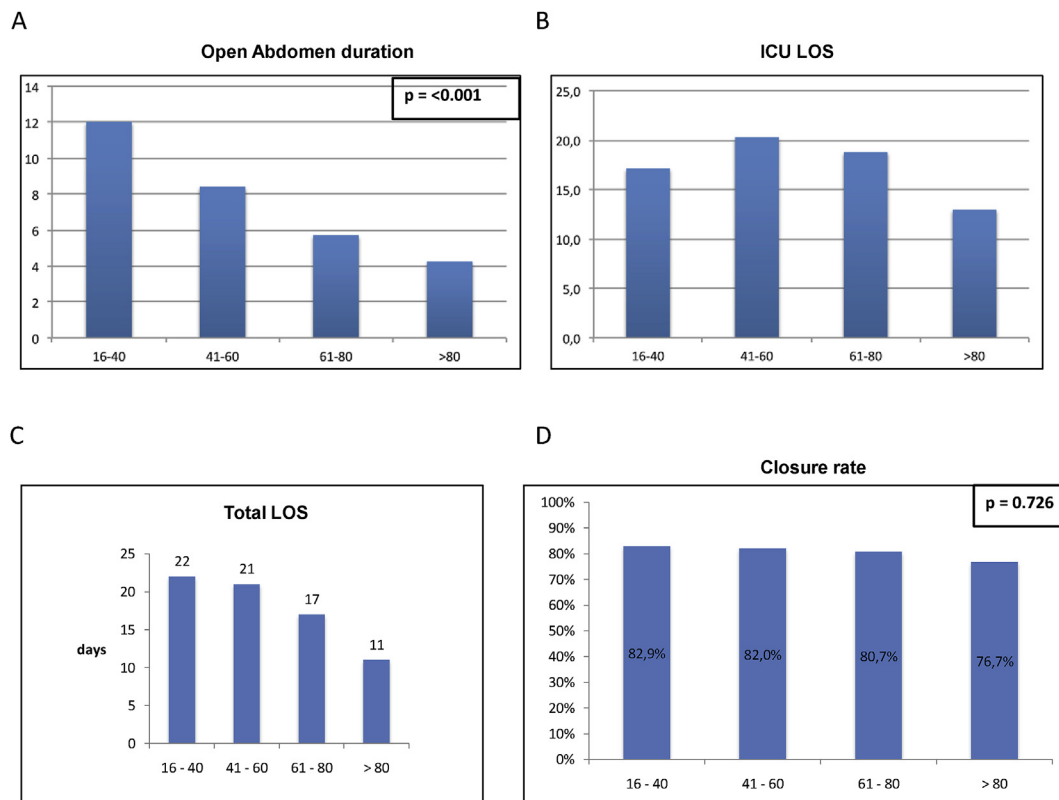 A
Open Abdomen duration
p = <0.001
14
12
10
8
6
4
2
0
16-40
41-60
61-80
>80
B
ICU LOS
25,0
20,0
15,0
10,0
5,0
0,0
16-40
41-60
61-80
>80
C
Total LOS
days
25
20
15
10
5
0
22
21
17
11
16 - 40
41 - 60
61 - 80
> 80
D
Closure rate
p = 0.726
100%
90%
80%
70%
60%
50%
40%
30%
20%
10%
0%
82,9%
82,0%
80,7%
76,7%
16 - 40
41 - 60
61 - 80
> 80